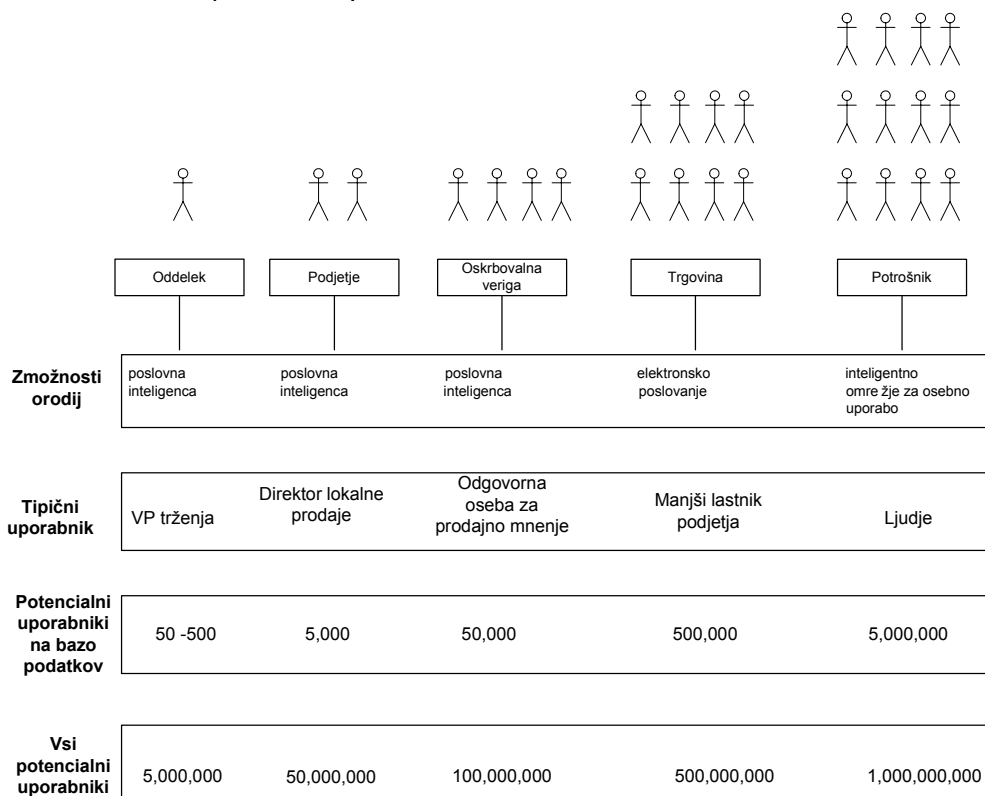 Oddelek
Podjetje
Oskrbovalna
veriga
Trgovina
Potrošnik
Zmožnosti
orodij
poslovna
inteligenca
poslovna
inteligenca
poslovna
inteligenca
elektronsko
poslovanje
inteligentno
omre žje za osebno
uporabo
Tipični
uporabnik
VP trženja
Direktor lokalne
prodaje
Odgovorna
oseba za
prodajno mnenje
Manjši lastnik
podjetja
Ljudje
Potencialni
uporabniki
na bazo
podatkov
50 -500
5,000
50,000
500,000
5,000,000
Vsi
potencialni
uporabniki
5,000,000
50,000,000
100,000,000
500,000,000
1,000,000,000